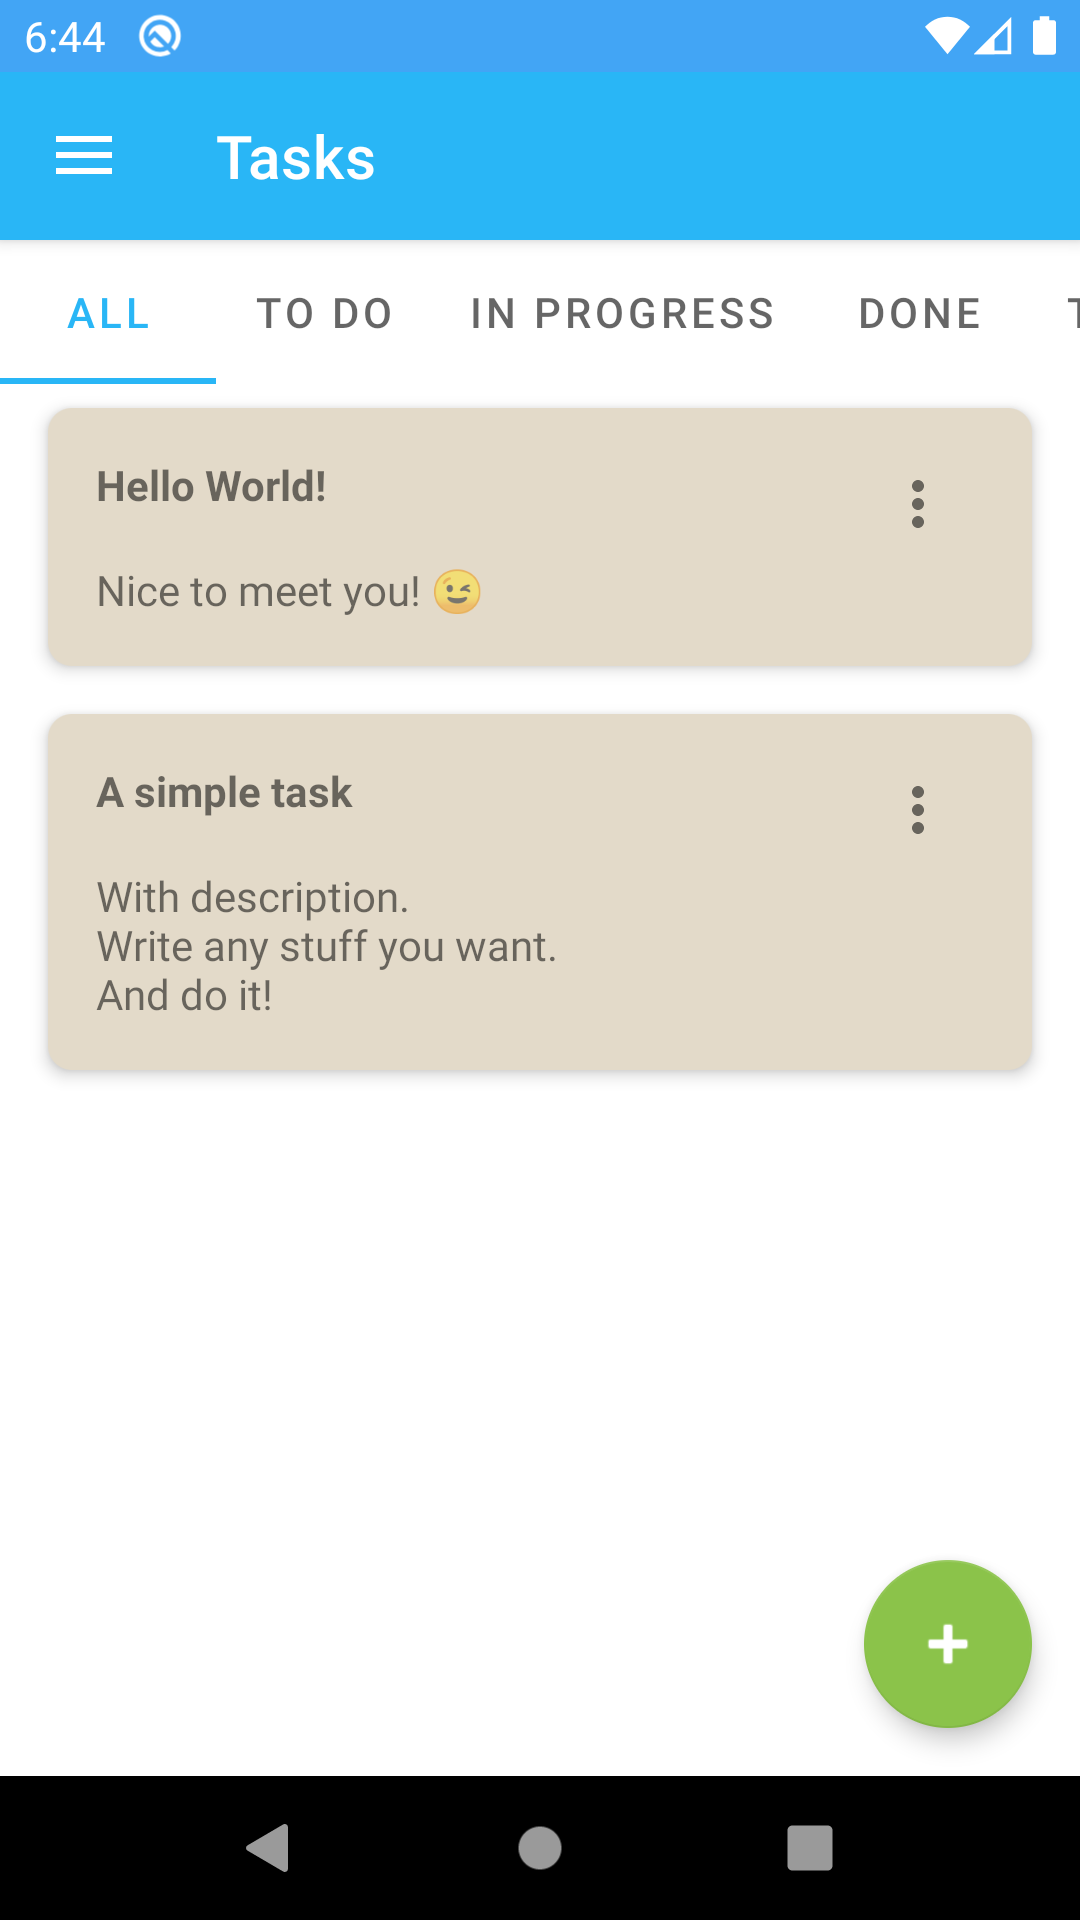 6:44
Tasks
ALL TO DO IN PROGRESS DONE
Hello World!
Nice to meet you! 😉
A simple task
With description.
Write any stuff you want.
And do it!